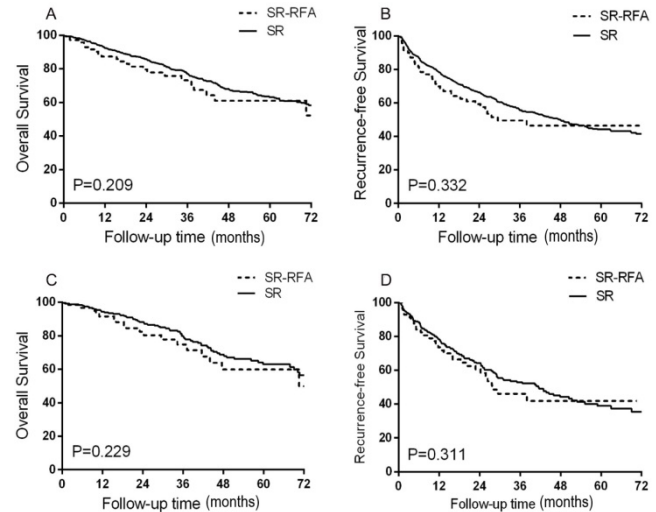 A
SR-RFA
SR
Overall Survival
100
80
60
40
20
0
P=0.209
0 12 24 36 48 60 72
Follow-up time (months)
B
SR-RFA
SR
Recurrence-free Survival
100
80
60
40
20
0
P=0.332
0 12 24 36 48 60 72
Follow-up time (months)
C
SR-RFA
SR
Overall Survival
100
80
60
40
20
0
P=0.229
0 12 24 36 48 60 72
Follow-up time (months)
D
SR-RFA
SR
Recurrence-free Survival
100
80
60
40
20
0
P=0.311
0 12 24 36 48 60 72
Follow-up time (months)